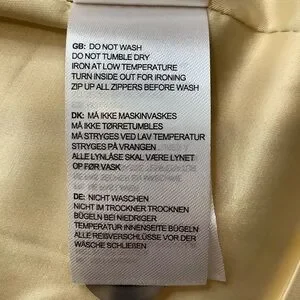 GB: DO NOT WASH
DO NOT TUMBLE DRY
IRON AT LOW TEMPERATURE
TURN INSIDE OUT FOR IRONING
ZIP UP ALL ZIPPERS BEFORE WASH
DK: MÅ IKKE MASKINVASKES
MÅ IKKE TØRRETUMBLES
MÅ STRYGES VED LAV TEMPERATUR
STRYGES PÅ VRANGEN
ALLE LYNLÅSE SKAL VÆRE LYNET
OP FØR VASK
DE: NICHT WASCHEN
NICHT IM TROCKNER TROCKNEN
BÜGELN BEI NIEDRIGER
TEMPERATUR INNENSEITE BÜGELN
ALLE REIßVERSCHLÜSSE VOR DER
WÄSCHE SCHLIEßEN